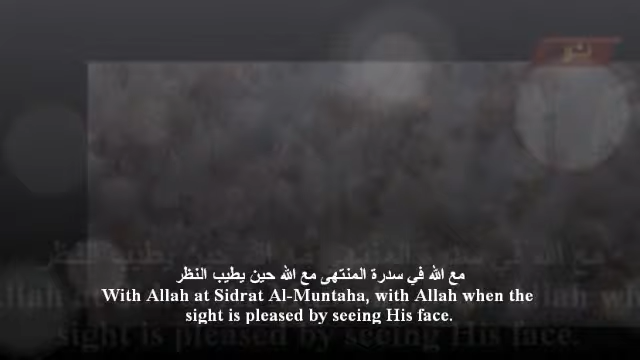 مع الله في سدرة المنتهى مع الله حين يطيب النظر
With Allah at Sidrat Al-Muntaha, with Allah when the
sight is pleased by seeing His face.